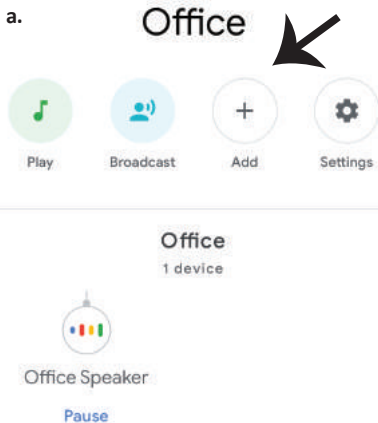 a.
Office
Play Broadcast Add Settings
Office
1 device
Office Speaker
Pause